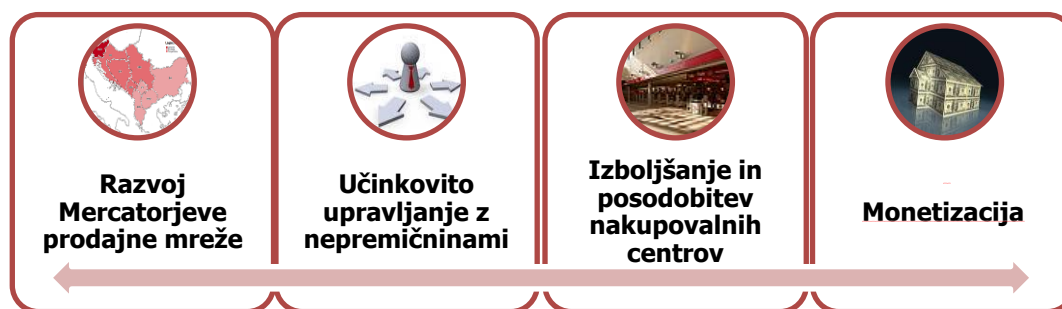 Razvoj
Mercatorjeve
prodajne mreže
Učinkovito
upravljanje z
nepremičninami
Izboljšanje in
posodobitev
nakupovalnih
centrov
Monetizacija